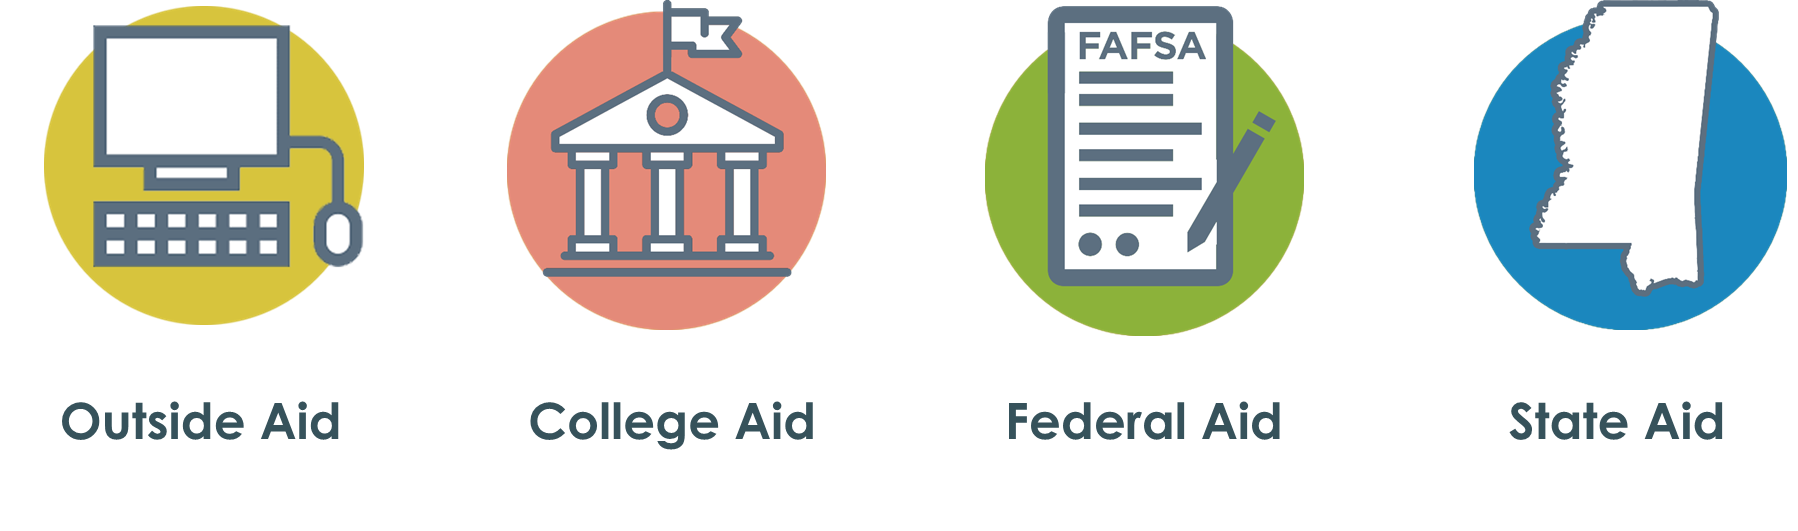 FAFSA
Outside Aid
College Aid
Federal Aid
State Aid